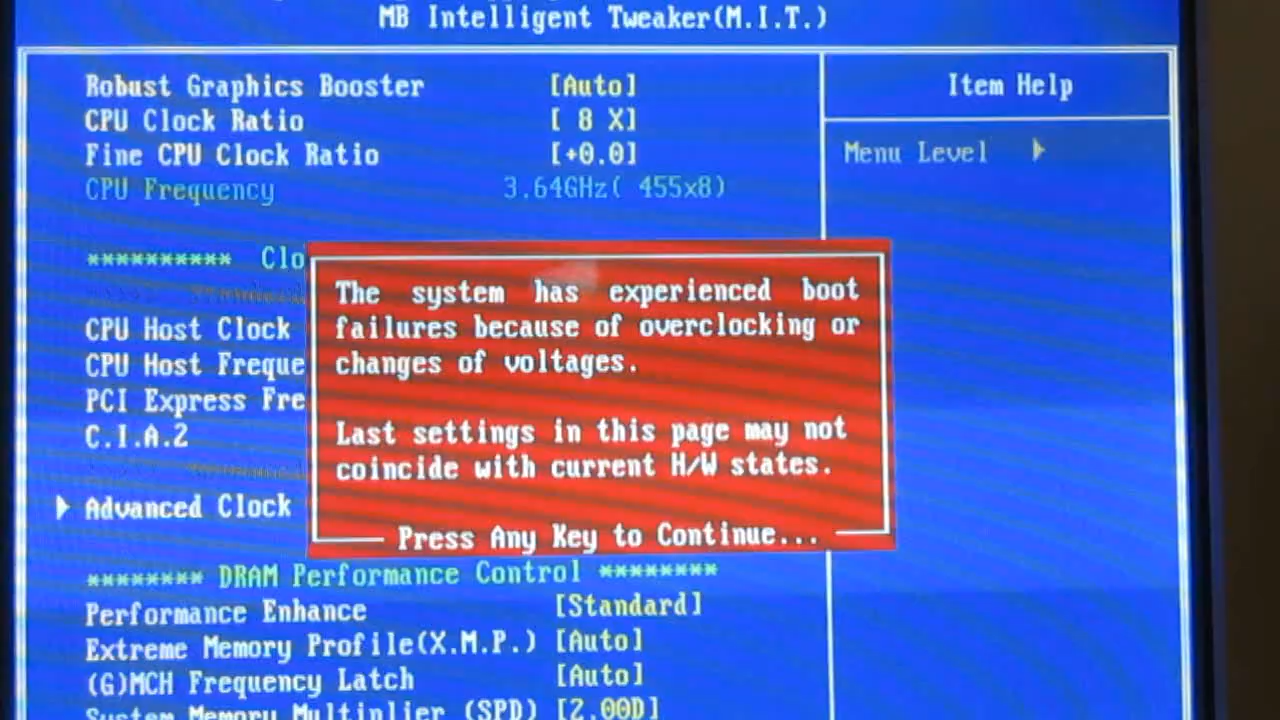 MB Intelligent Tweaker(M.I.T.)
Robust Graphics Booster [Auto]
Item Help
CPU Clock Ratio [ 8 X]
Fine CPU Clock Ratio [+0.0]
Menu Level
CPU Frequency 3.64GHz( 455x8)
********** Clo
The system has experienced boot
failures because of overclocking or
changes of voltages.
Last settings in this page may not
coincide with current H/W states.
Press Any Key to Continue...
CPU Host Clock
CPU Host Freque
PCI Express Fre
C.I.A.2
Advanced Clock
******** DRAM Performance Control ********
Performance Enhance [Standard]
Extreme Memory Profile(X.M.P.) [Auto]
(G)MCH Frequency Latch [Auto]
System Memory Multiplier (SPD) [2.00D]